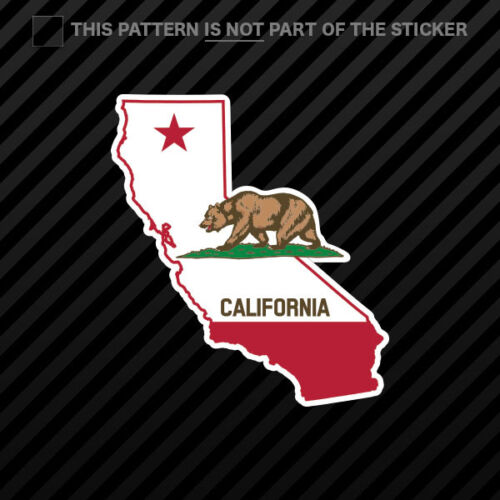 THIS PATTERN IS NOT PART OF THE STICKER
CALIFORNIA